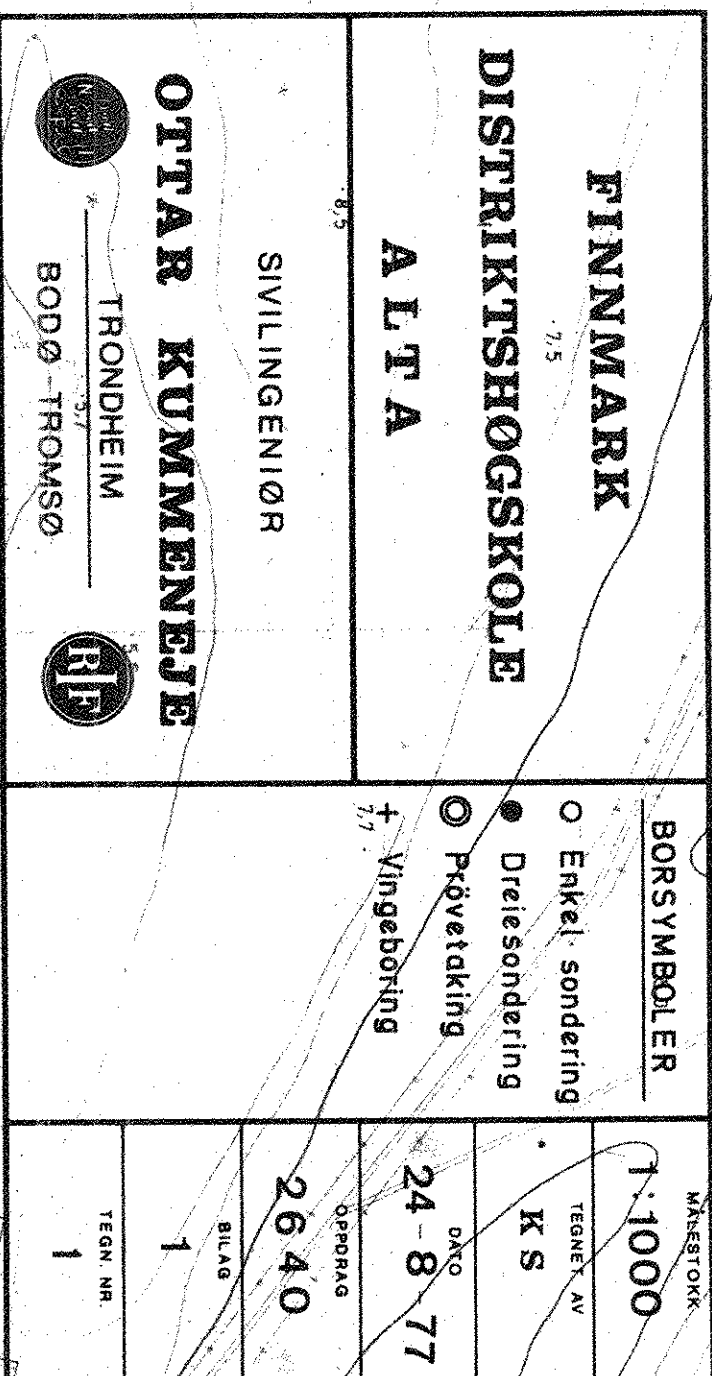 FINNMARK
DISTRIKTSHØGSKOLE
ALTA
7,5
8,5
SIVILINGENIØR
OTTAR KUMMENEJE
TRONDHEIM
BODØ - TROMSØ
RIF
BORSYMBOLER
Enkel sondering
Dreiesondering
Prövetaking
Vingeboring
7,7
MÅLESTOKK
1:1000
TEGNET AV
KS
DATO
24-8-77
OPPDRAG
2640
BILAG
1
TEGN. NR.
1